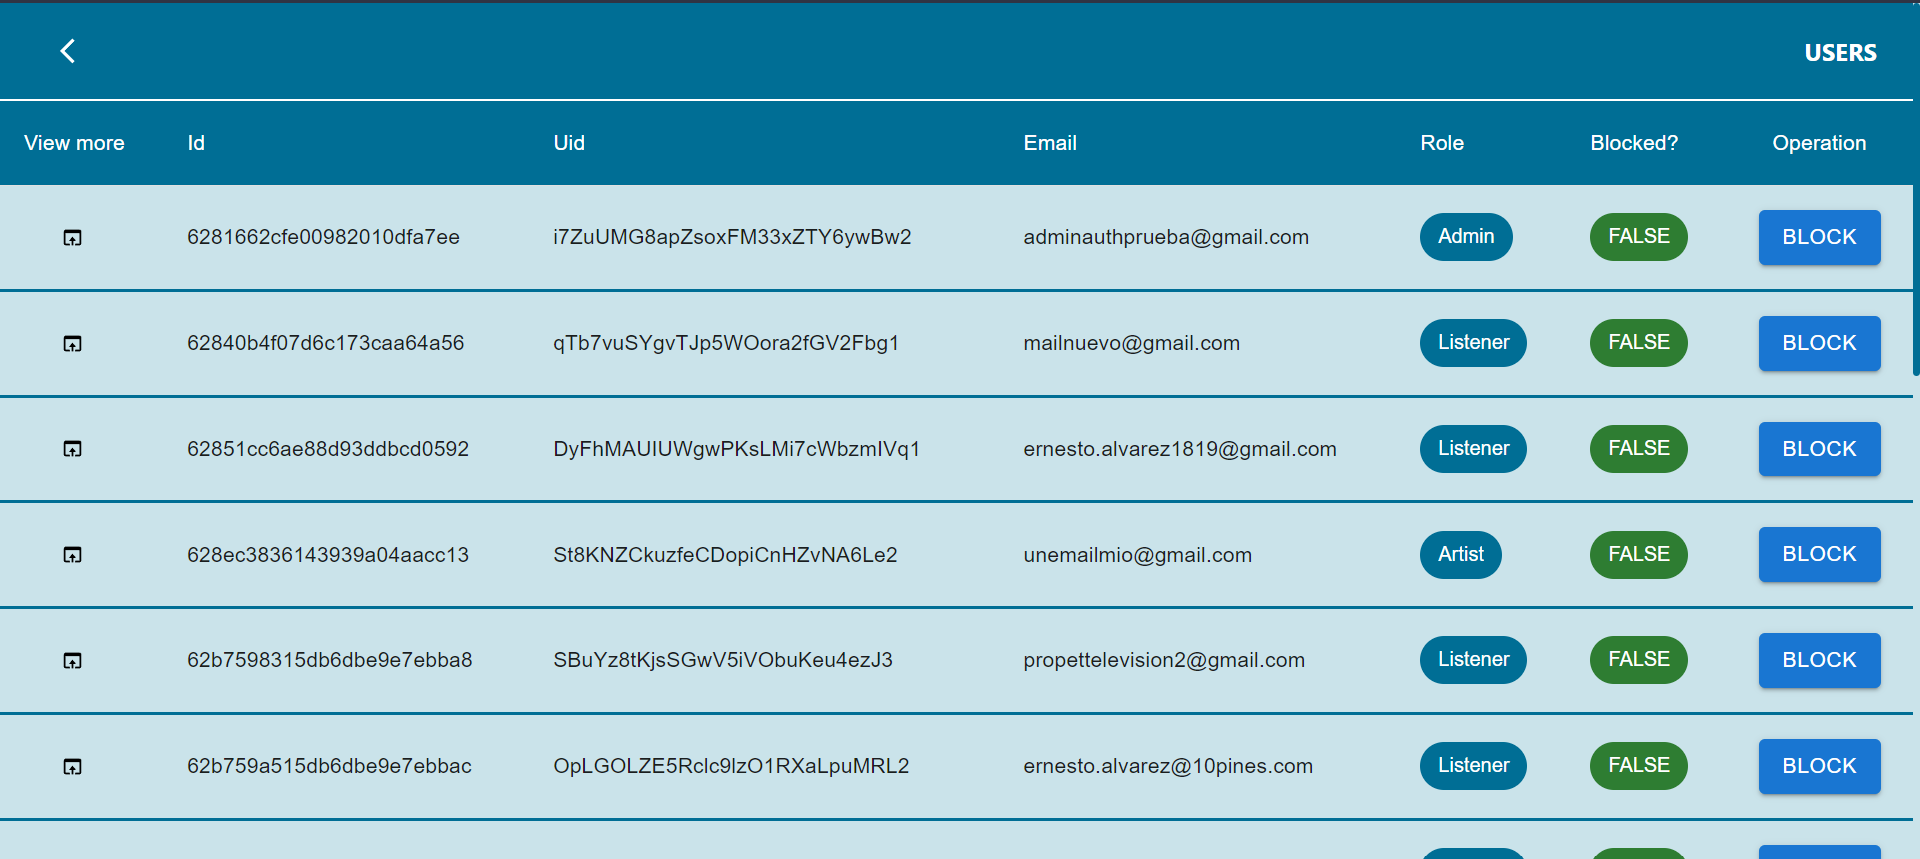 USERS
View more Id Uid Email Role Blocked? Operation
6281662cfe00982010dfa7ee i7ZuUMG8apZsoxFM33xZTY6ywBw2 adminauthprueba@gmail.com Admin FALSE BLOCK
62840b4f07d6c173caa64a56 qTb7vuSYgvTJp5WOora2fGV2Fbg1 mailnuevo@gmail.com Listener FALSE BLOCK
62851cc6ae88d93ddbcd0592 DyFhMAUIUWgwPKsLMi7cWbzmIVq1 ernesto.alvarez1819@gmail.com Listener FALSE BLOCK
628ec3836143939a04aacc13 St8KNZCkuzfeCDopiCnHZvNA6Le2 unemailmio@gmail.com Artist FALSE BLOCK
62b7598315db6dbe9e7ebba8 SBuYz8tKjsSGwV5iVObuKeu4ezJ3 propettelevision2@gmail.com Listener FALSE BLOCK
62b759a515db6dbe9e7ebbac OpLGOLZE5Rclc9lzO1RXaLpuMRL2 ernesto.alvarez@10pines.com Listener FALSE BLOCK